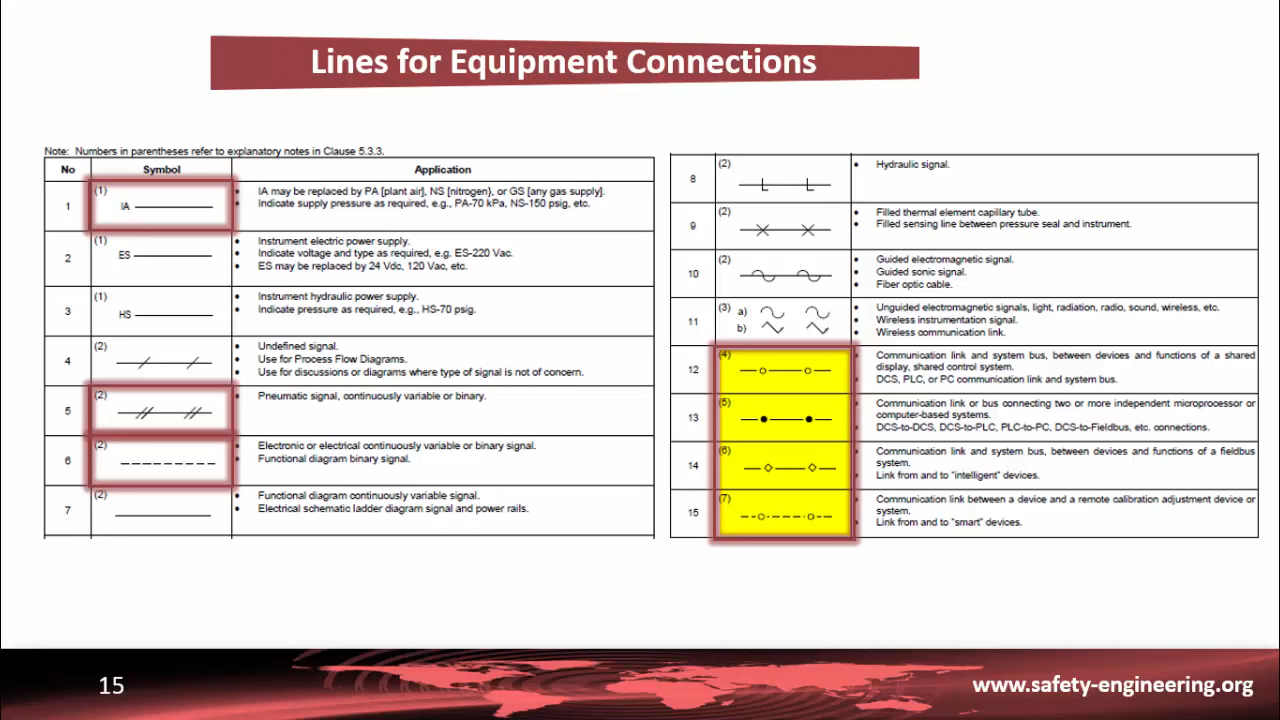 Lines for Equipment Connections
Note: Numbers in parentheses refer to explanatory notes in Clause 5.3.3.
No Symbol Application
1 (1) IA • IA may be replaced by PA [plant air], NS [nitrogen}, or GS [any gas supply].
• Indicate supply pressure as required, e.g., PA-70 kPa, NS-150 psig, etc.
2 (1) ES • Instrument electric power supply.
• Indicate voltage and type as required, e.g. ES-220 Vac.
• ES may be replaced by 24 Vdc, 120 Vac, etc.
3 (1) HS • Instrument hydraulic power supply.
• Indicate pressure as required, e.g., HS-70 psig.
4 (2) • Undefined signal.
• Use for Process Flow Diagrams.
• Use for discussions or diagrams where type of signal is not of concern.
5 (2) • Pneumatic signal, continuously variable or binary.
6 (2) • Electronic or electrical continuously variable or binary signal.
• Functional diagram binary signal.
7 (2) • Functional diagram continuously variable signal.
• Electrical schematic ladder diagram signal and power rails.
8 (2) • Hydraulic signal.
9 (2) • Filled thermal element capillary tube.
• Filled sensing line between pressure seal and instrument.
10 (2) • Guided electromagnetic signal.
• Guided sonic signal.
• Fiber optic cable.
11 (3) a) • Unguided electromagnetic signals, light, radiation, radio, sound, wireless, etc.
• Wireless instrumentation signal.
b) • Wireless communication link.
12 (4) • Communication link and system bus, between devices and functions of a shared
display, shared control system.
• DCS, PLC, or PC communication link and system bus.
13 (5) • Communication link or bus connecting two or more independent microprocessor or
computer-based systems.
• DCS-to-DCS, DCS-to-PLC, PLC-to-PC, DCS-to-Fieldbus, etc. connections.
14 (6) • Communication link and system bus, between devices and functions of a fieldbus
system.
• Link from and to "intelligent" devices.
15 (7) • Communication link between a device and a remote calibration adjustment device or
system.
• Link from and to "smart" devices.
15
www.safety-engineering.org